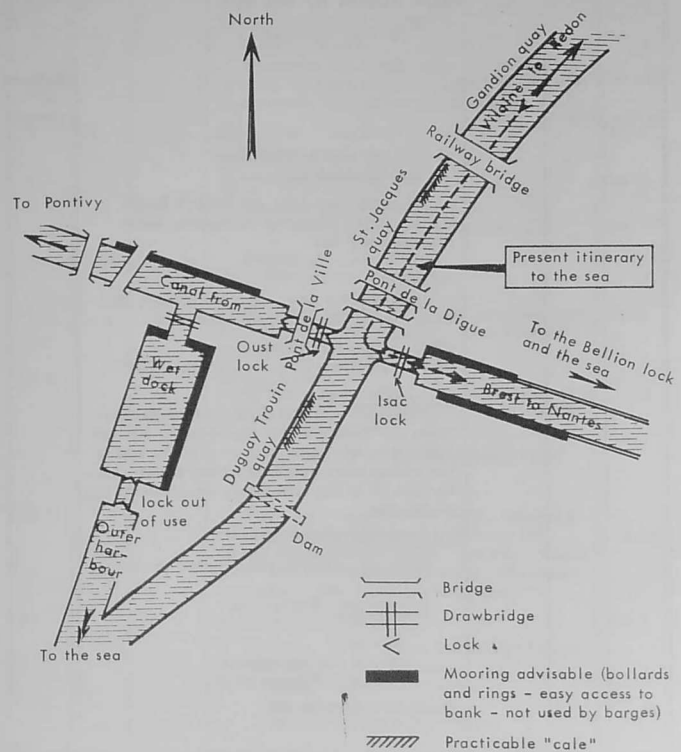 North
Gandion quay
Vilaine to Redon
Railway bridge
To Pontivy
St. Jacques
quay
Present itinerary
to the sea
Canal from
Pont de la Ville
Pont de la Digue
Oust
lock
To the Bellion lock
and the sea
Wet
dock
Isac
lock
Brest to Nantes
Duguay Trouin
quay
lock out
of use
Dam
Outer
har-
bour
To the sea
Bridge
Drawbridge
Lock
Mooring advisable (bollards
and rings - easy access to
bank - not used by barges)
Practicable "cale"